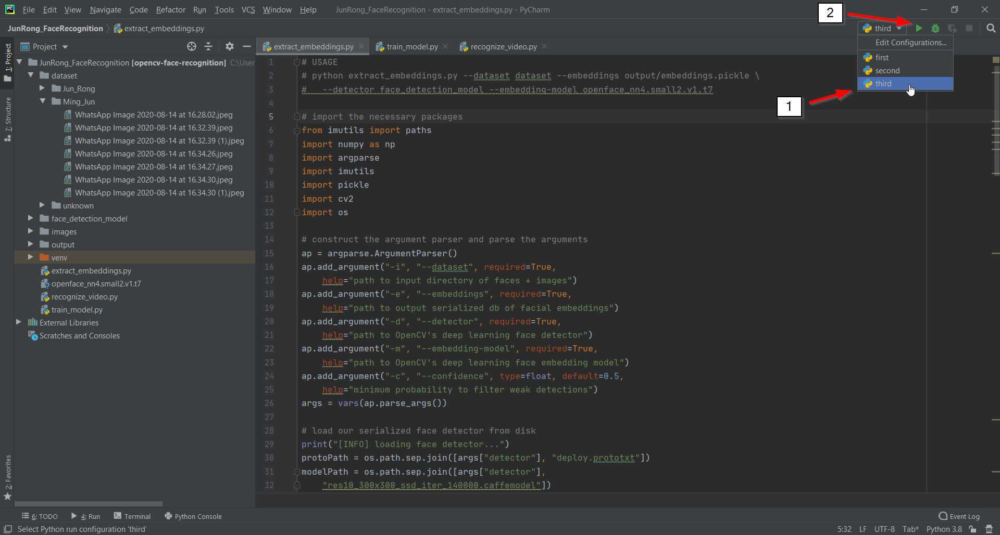 PC File Edit View Navigate Code Refactor Run Tools VCS Window Help JunRong_FaceRecognition - extract_embeddings.py - PyCharm
2
JunRong_FaceRecognition extract_embeddings.py third
Edit Configurations...
first
second
third
1
1: Project
7: Structure
2: Favorites
Project
JunRong_FaceRecognition [opencv-face-recognition] C:\User
dataset
Jun_Rong
Ming_Jun
WhatsApp Image 2020-08-14 at 16.28.02.jpeg
WhatsApp Image 2020-08-14 at 16.32.39.jpeg
WhatsApp Image 2020-08-14 at 16.32.39 (1).jpeg
WhatsApp Image 2020-08-14 at 16.34.26.jpeg
WhatsApp Image 2020-08-14 at 16.34.27.jpeg
WhatsApp Image 2020-08-14 at 16.34.30.jpeg
WhatsApp Image 2020-08-14 at 16.34.30 (1).jpeg
unknown
face_detection_model
images
output
venv
extract_embeddings.py
openface_nn4.small2.v1.t7
recognize_video.py
train_model.py
External Libraries
Scratches and Consoles
extract_embeddings.py train_model.py recognize_video.py
1 # USAGE
2 # python extract_embeddings.py --dataset dataset --embeddings output/embeddings.pickle \
3 #   --detector face_detection_model --embedding-model openface_nn4.small2.v1.t7
4
5 # import the necessary packages
6 from imutils import paths
7 import numpy as np
8 import argparse
9 import imutils
10 import pickle
11 import cv2
12 import os
13
14 # construct the argument parser and parse the arguments
15 ap = argparse.ArgumentParser()
16 ap.add_argument("-i", "--dataset", required=True,
17     help="path to input directory of faces + images")
18 ap.add_argument("-e", "--embeddings", required=True,
19     help="path to output serialized db of facial embeddings")
20 ap.add_argument("-d", "--detector", required=True,
21     help="path to OpenCV's deep learning face detector")
22 ap.add_argument("-m", "--embedding-model", required=True,
23     help="path to OpenCV's deep learning face embedding model")
24 ap.add_argument("-c", "--confidence", type=float, default=0.5,
25     help="minimum probability to filter weak detections")
26 args = vars(ap.parse_args())
27
28 # load our serialized face detector from disk
29 print("[INFO] loading face detector...")
30 protoPath = os.path.sep.join([args["detector"], "deploy.prototxt"])
31 modelPath = os.path.sep.join([args["detector"],
32     "res10_300x300_ssd_iter_140000.caffemodel"])
6: TODO 4: Run Terminal Python Console Event Log
Select Python run configuration 'third' 5:32 LF UTF-8 Tab* Python 3.8